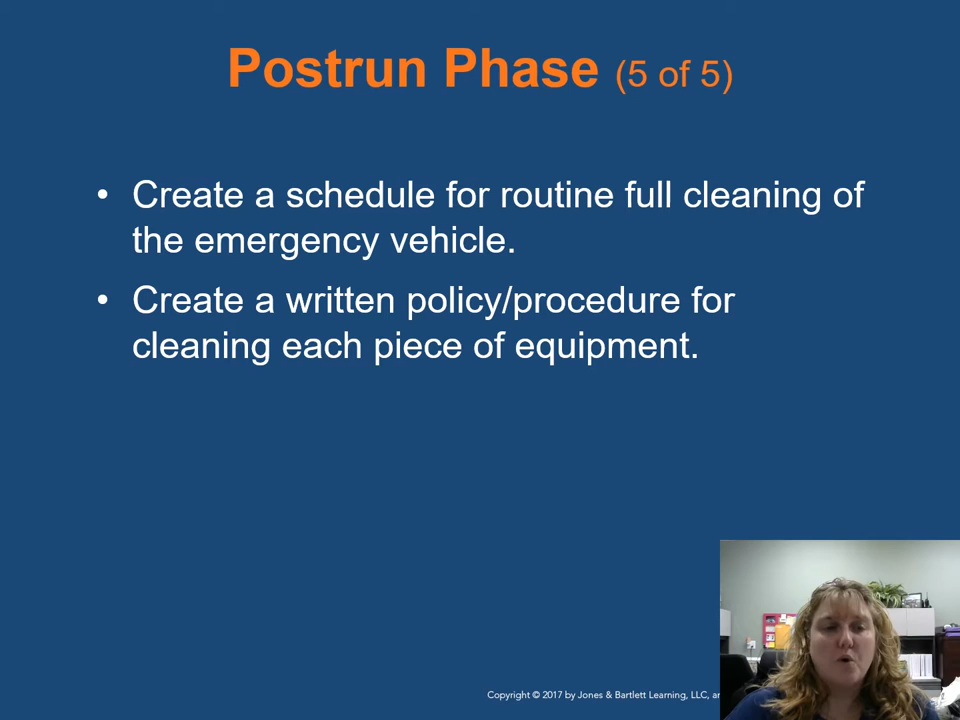 Postrun Phase (5 of 5)
• Create a schedule for routine full cleaning of
the emergency vehicle.
• Create a written policy/procedure for
cleaning each piece of equipment.
Copyright © 2017 by Jones & Bartlett Learning, LLC,